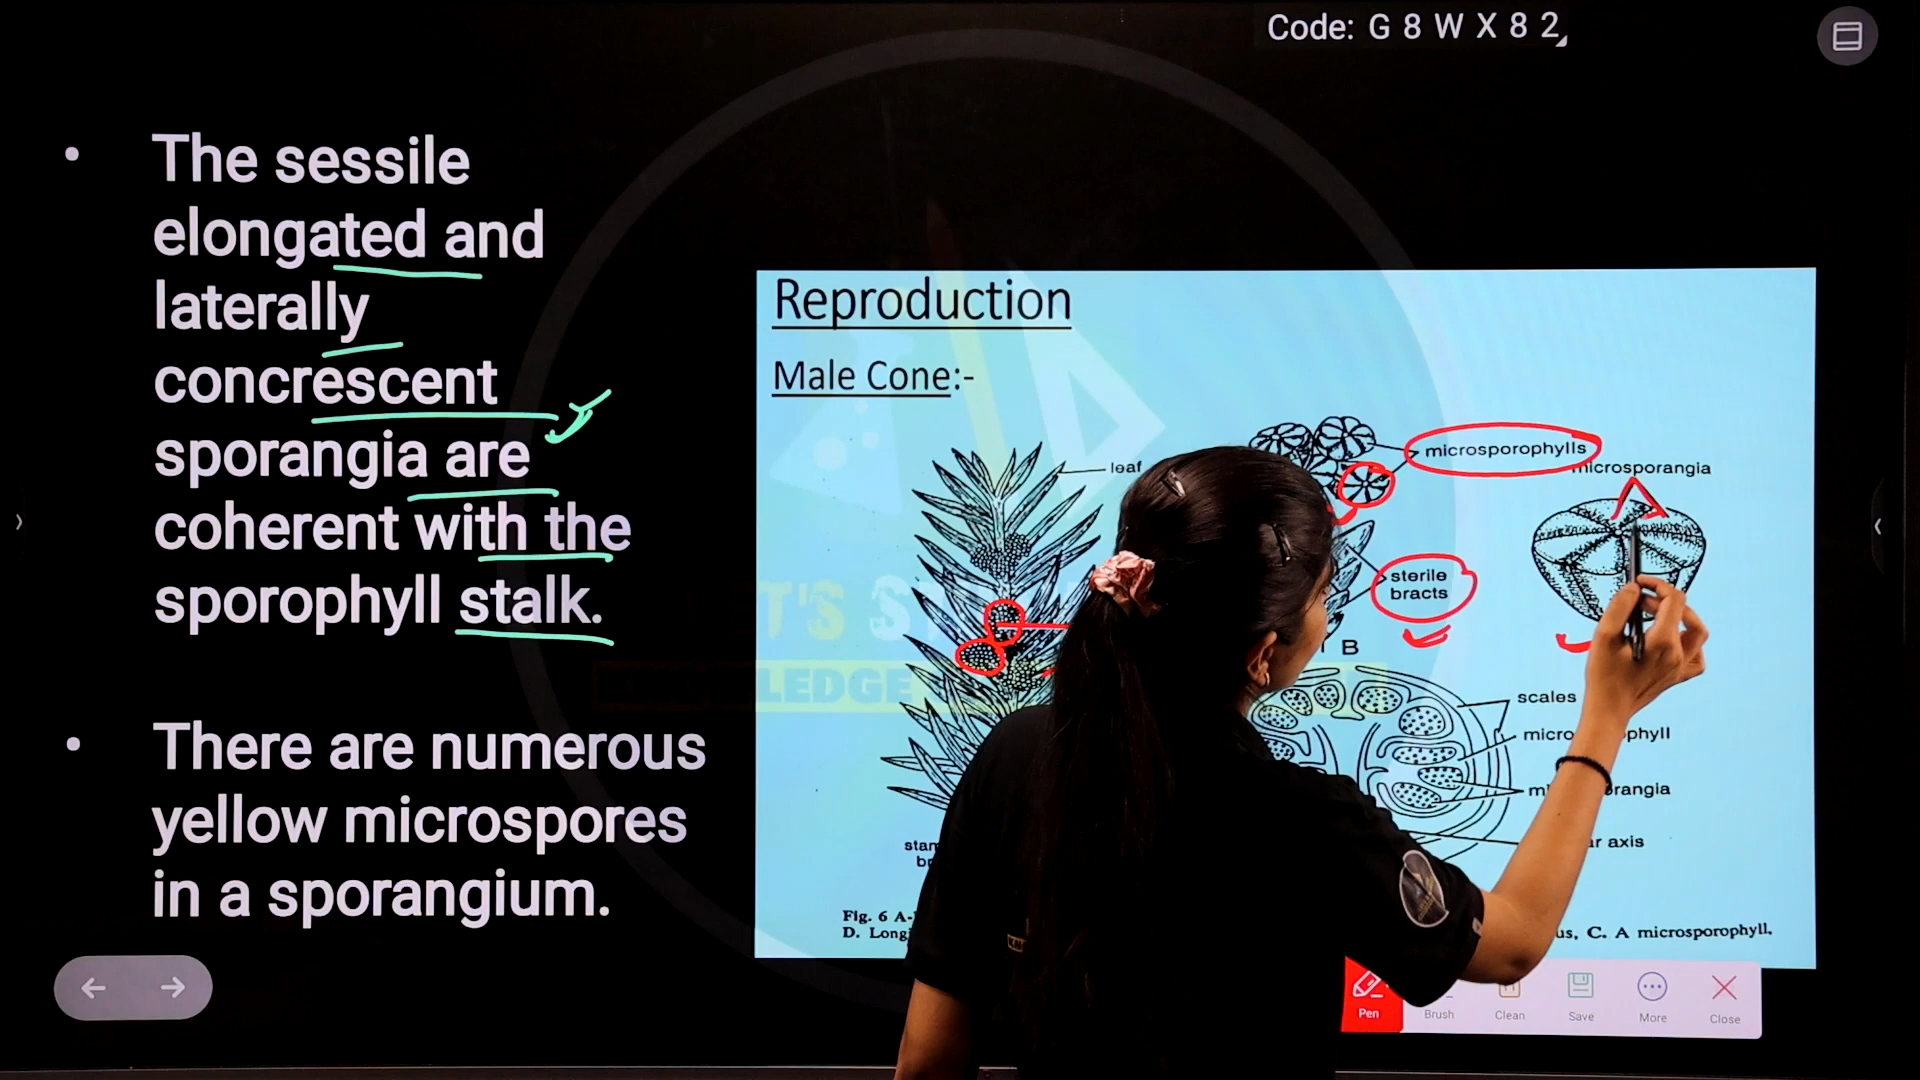 Code: G 8 W X 8 2
• The sessile
elongated and
laterally
concrescent
sporangia are
coherent with the
sporophyll stalk.
• There are numerous
yellow microspores
in a sporangium.
Reproduction
Male Cone:-
leaf
microsporophylls
microsporangia
sterile
bracts
B
scales
axis
Fig. 6 A-
D.
C. A microsporophyll.
LEDGE
Pen
Brush
Clean
Save
More
Close